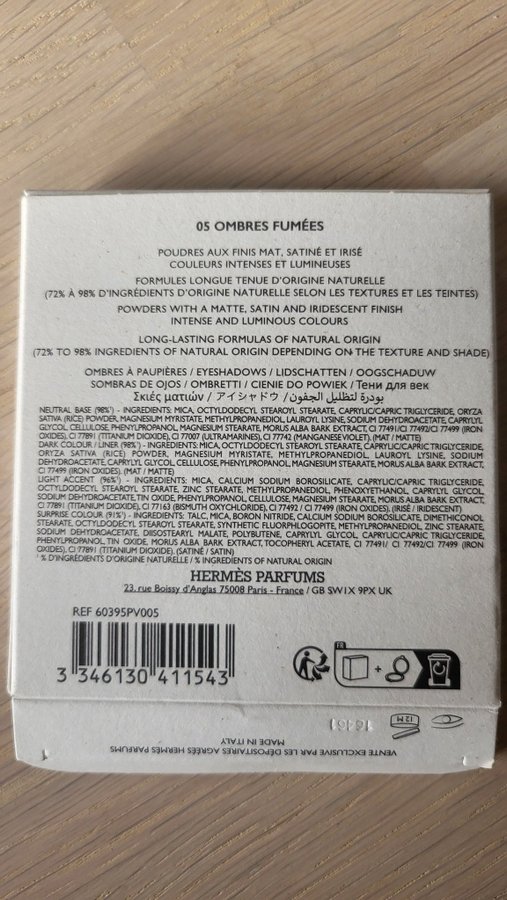 05 OMBRES FUMÉES
POUDRES AUX FINIS MAT, SATINÉ ET IRISÉ
COULEURS INTENSES ET LUMINEUSES
FORMULES LONGUE TENUE D'ORIGINE NATURELLE
(72% À 98% D'INGRÉDIENTS D'ORIGINE NATURELLE SELON LES TEXTURES ET LES TEINTES)
POWDERS WITH A MATTE, SATIN AND IRIDESCENT FINISH
INTENSE AND LUMINOUS COLOURS
LONG-LASTING FORMULAS OF NATURAL ORIGIN
(72% TO 98% INGREDIENTS OF NATURAL ORIGIN DEPENDING ON THE TEXTURE AND SHADE)
OMBRES À PAUPIÈRES / EYESHADOWS / LIDSCHATTEN / OOGSCHADUW
SOMBRAS DE OJOS / OMBRETTI / CIENIE DO POWIEK / Тени для век
Σκιές ματιών / アイシャドウ / بودرة لتظليل الجفون
NEUTRAL BASE (98%¹) - INGREDIENTS: MICA, OCTYLDODECYL STEAROYL STEARATE, CAPRYLIC/CAPRIC TRIGLYCERIDE, ORYZA
SATIVA (RICE) POWDER, MAGNESIUM MYRISTATE, METHYLPROPANEDIOL, LAUROYL LYSINE, SODIUM DEHYDROACETATE, CAPRYLYL
GLYCOL, CELLULOSE, PHENYLPROPANOL, MAGNESIUM STEARATE, MORUS ALBA BARK EXTRACT, CI 77491/CI 77492/CI 77499 (IRON
OXIDES), CI 77891 (TITANIUM DIOXIDE), CI 77007 (ULTRAMARINES), CI 77742 (MANGANESE VIOLET). (MAT / MATTE)
DARK COLOUR / LINER (98%¹) - INGREDIENTS: MICA, OCTYLDODECYL STEAROYL STEARATE, CAPRYLIC/CAPRIC TRIGLYCERIDE,
ORYZA SATIVA (RICE) POWDER, MAGNESIUM MYRISTATE, METHYLPROPANEDIOL, LAUROYL LYSINE, SODIUM
DEHYDROACETATE, CAPRYLYL GLYCOL, CELLULOSE, PHENYLPROPANOL, MAGNESIUM STEARATE, MORUS ALBA BARK EXTRACT,
CI 77499 (IRON OXIDES). (MAT / MATTE)
LIGHT ACCENT (96%¹) - INGREDIENTS: MICA, CALCIUM SODIUM BOROSILICATE, CAPRYLIC/CAPRIC TRIGLYCERIDE,
OCTYLDODECYL STEAROYL STEARATE, ZINC STEARATE, METHYLPROPANEDIOL, PHENOXYETHANOL, CAPRYLYL GLYCOL,
SODIUM DEHYDROACETATE, TIN OXIDE, PHENYLPROPANOL, CELLULOSE, MAGNESIUM STEARATE, MORUS ALBA BARK EXTRACT,
CI 77891 (TITANIUM DIOXIDE), CI 77163 (BISMUTH OXYCHLORIDE), CI 77492 / CI 77499 (IRON OXIDES). (IRISÉ / IRIDESCENT)
SURPRISE COLOUR (91%¹) - INGREDIENTS: TALC, MICA, BORON NITRIDE, CALCIUM SODIUM BOROSILICATE, DIMETHICONOL
STEARATE, OCTYLDODECYL STEAROYL STEARATE, SYNTHETIC FLUORPHLOGOPITE, METHYLPROPANEDIOL, ZINC STEARATE,
SODIUM DEHYDROACETATE, DIISOSTEARYL MALATE, POLYBUTENE, CAPRYLYL GLYCOL, CAPRYLIC/CAPRIC TRIGLYCERIDE,
PHENYLPROPANOL, TIN OXIDE, MORUS ALBA BARK EXTRACT, TOCOPHERYL ACETATE, CI 77491/ CI 77492/CI 77499 (IRON
OXIDES), CI 77891 (TITANIUM DIOXIDE). (SATINÉ / SATIN)
¹ % D'INGRÉDIENTS D'ORIGINE NATURELLE / % INGREDIENTS OF NATURAL ORIGIN
HERMÈS PARFUMS
23, rue Boissy d'Anglas 75008 Paris - France / GB SW1X 9PX UK
REF 60395PV005
3 346130 411543
FR
+
16461
12M
VENTE EXCLUSIVE PAR LES DÉPOSITAIRES AGRÉÉS HERMÈS PARFUMS
MADE IN ITALY